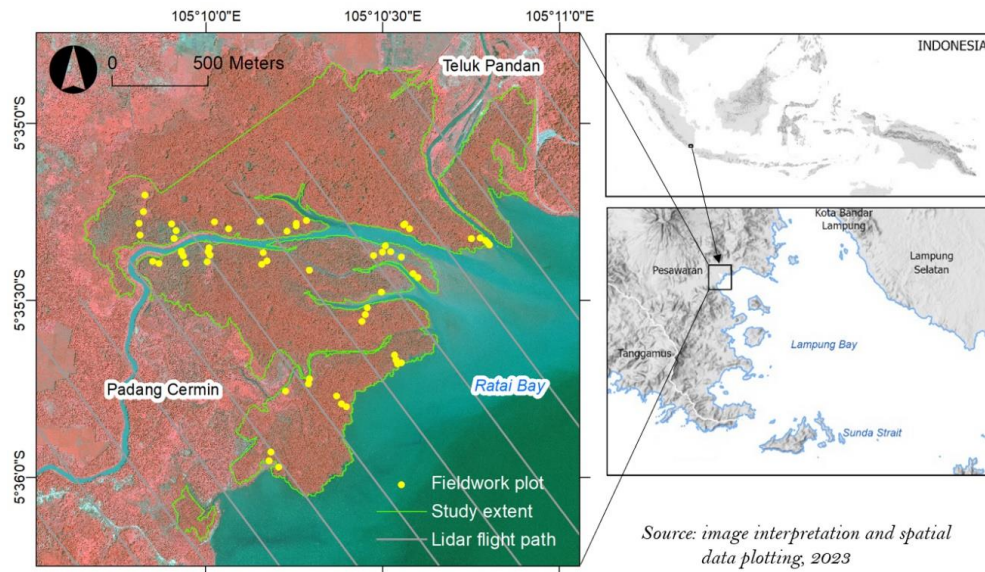 105°10'0"E
105°10'30"E
105°11'0"E
5°35'0"S
5°35'30"S
5°36'0"S
0
500 Meters
Teluk Pandan
Padang Cermin
Ratai Bay
Fieldwork plot
Study extent
Lidar flight path
INDONESIA
Kota Bandar
Lampung
Pesawaran
Lampung
Selatan
Tanggamus
Lampung Bay
Sunda Strait
Source: image interpretation and spatial
data plotting, 2023